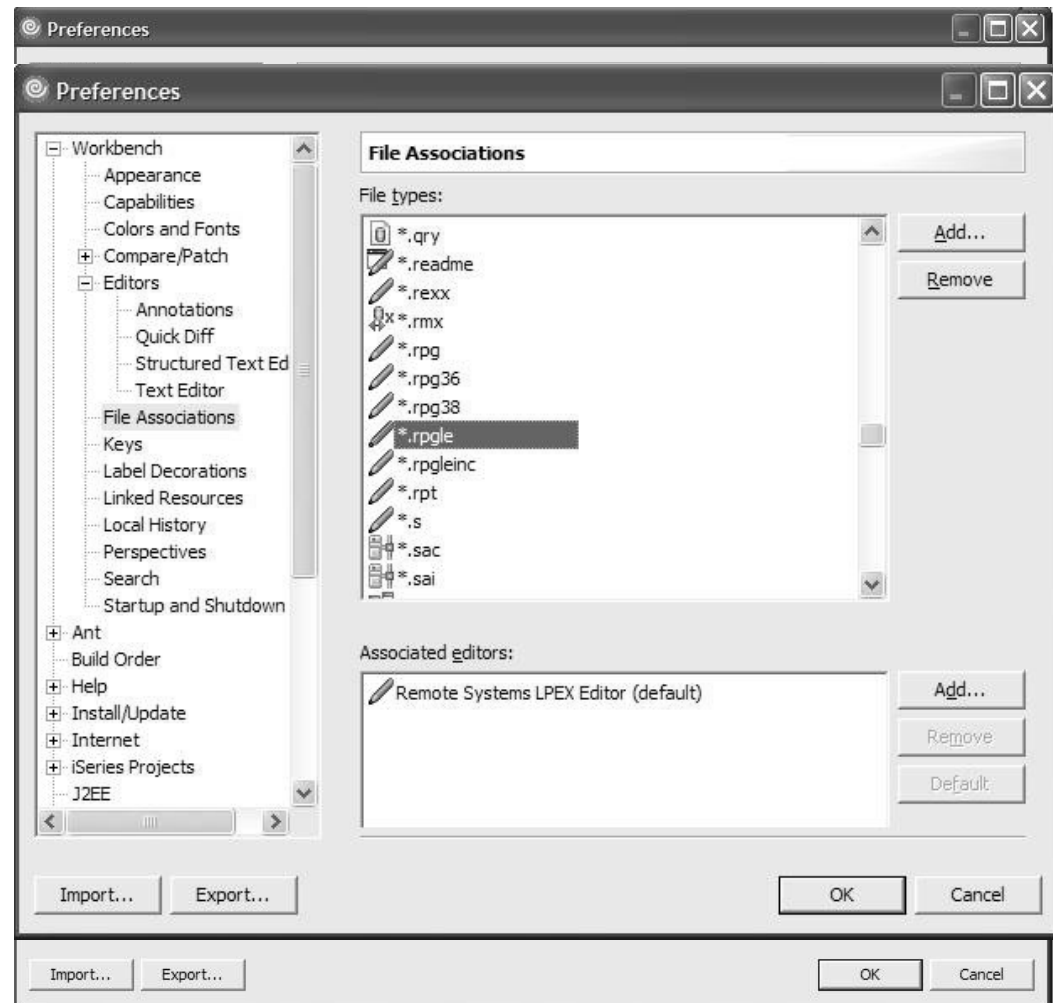 Preferences
Preferences
Workbench
Appearance
Capabilities
Colors and Fonts
Compare/Patch
Editors
Annotations
Quick Diff
Structured Text Ed
Text Editor
File Associations
Keys
Label Decorations
Linked Resources
Local History
Perspectives
Search
Startup and Shutdown
Ant
Build Order
Help
Install/Update
Internet
iSeries Projects
J2EE
File Associations
File types:
*.qry
*.readme
*.rexx
*.rmx
*.rpg
*.rpg36
*.rpg38
*.rpgle
*.rpgleinc
*.rpt
*.s
*.sac
*.sai
Add...
Remove
Associated editors:
Remote Systems LPEX Editor (default)
Add...
Remove
Default
Import... Export... OK Cancel
Import... Export... OK Cancel